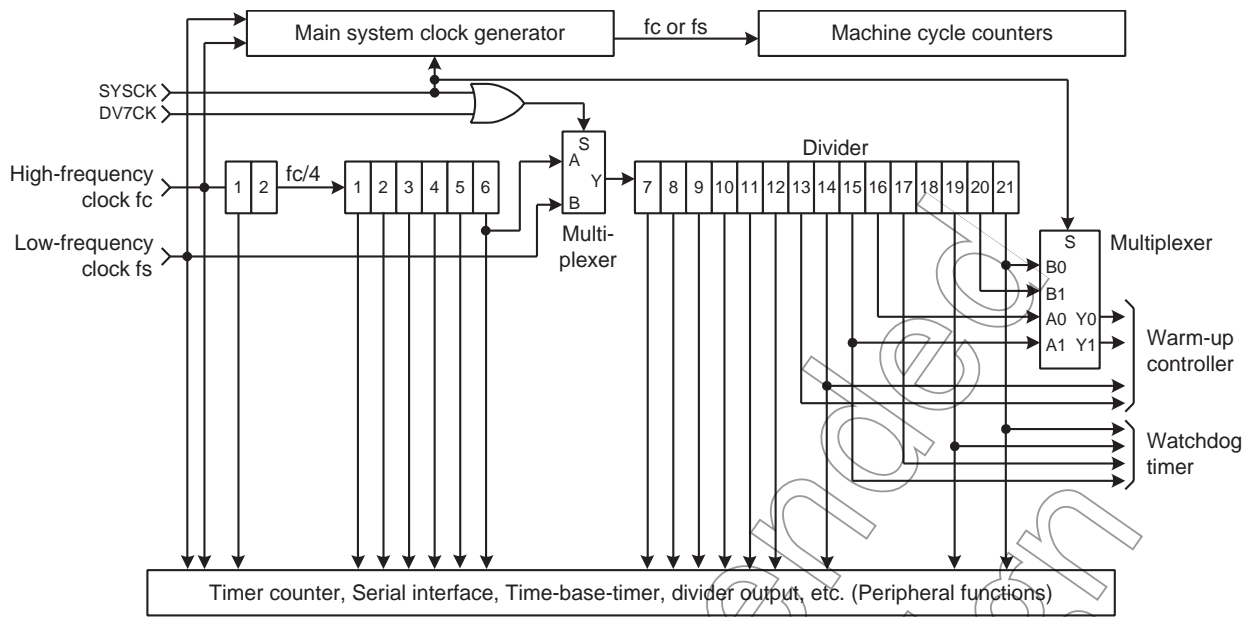 Main system clock generator
fc or fs
Machine cycle counters
SYSCK
DV7CK
S
A
Y
B
Multi-
plexer
High-frequency
clock fc
1 2
fc/4
1 2 3 4 5 6
Divider
7 8 9 10 11 12 13 14 15 16 17 18 19 20 21
Low-frequency
clock fs
S
B0
B1
A0 Y0
A1 Y1
Multiplexer
Warm-up
controller
Watchdog
timer
Timer counter, Serial interface, Time-base-timer, divider output, etc. (Peripheral functions)